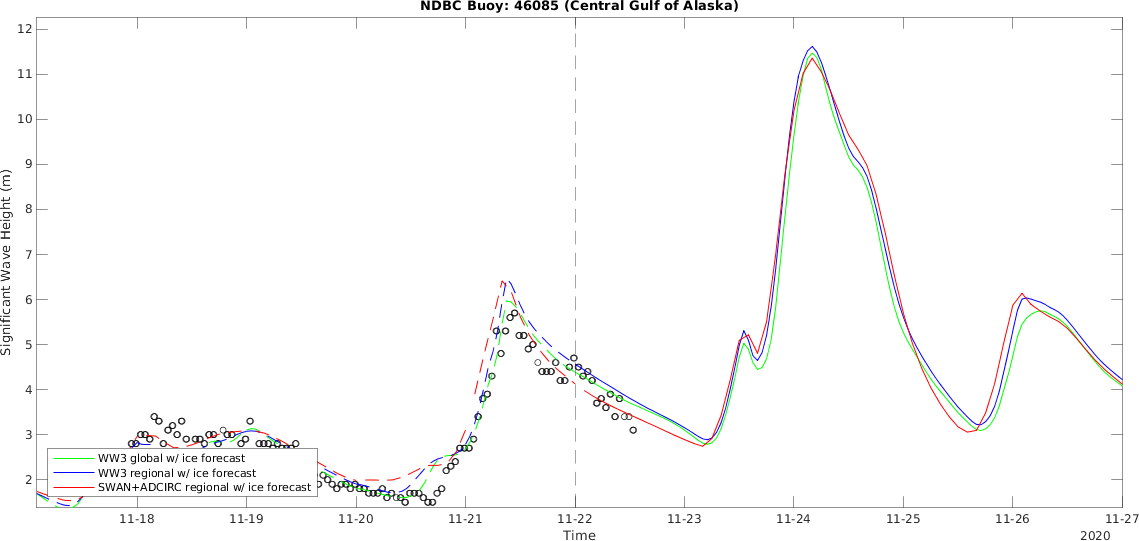 NDBC Buoy: 46085 (Central Gulf of Alaska)
12
11
10
9
8
7
6
5
4
3
2
Significant Wave Height (m)
WW3 global w/ ice forecast
WW3 regional w/ ice forecast
SWAN+ADCIRC regional w/ ice forecast
11-18 11-19 11-20 11-21 11-22 11-23 11-24 11-25 11-26 11-27
Time
2020